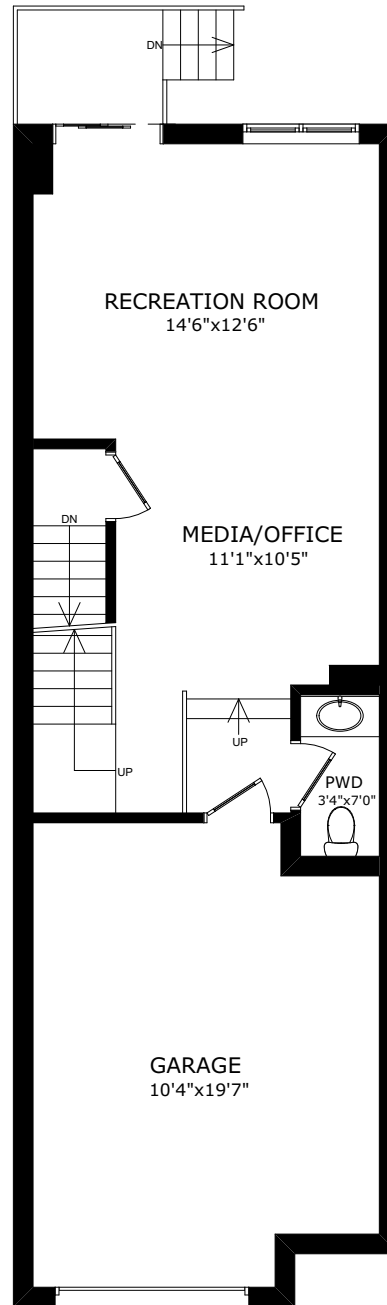 DN
RECREATION ROOM
14'6"x12'6"
DN
MEDIA/OFFICE
11'1"x10'5"
UP
UP
PWD
3'4"x7'0"
GARAGE
10'4"x19'7"